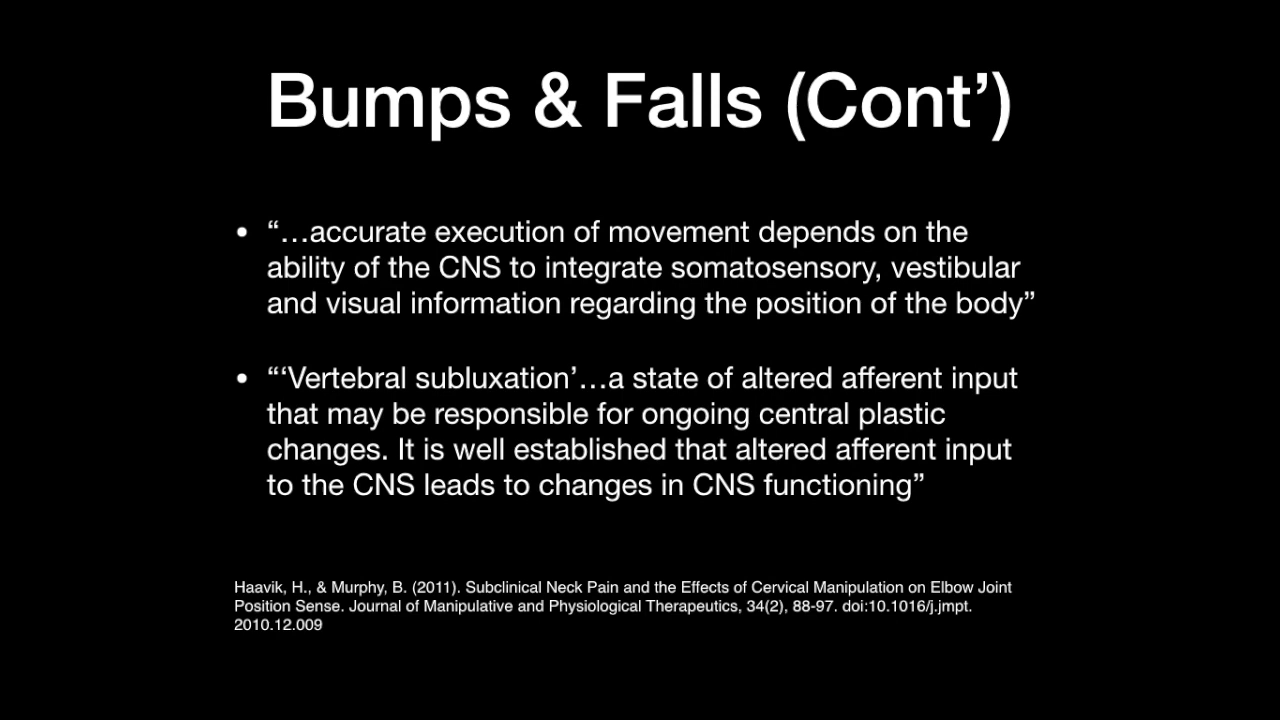 Bumps & Falls (Cont’)
• “…accurate execution of movement depends on the
ability of the CNS to integrate somatosensory, vestibular
and visual information regarding the position of the body”
• “‘Vertebral subluxation’…a state of altered afferent input
that may be responsible for ongoing central plastic
changes. It is well established that altered afferent input
to the CNS leads to changes in CNS functioning”
Haavik, H., & Murphy, B. (2011). Subclinical Neck Pain and the Effects of Cervical Manipulation on Elbow Joint
Position Sense. Journal of Manipulative and Physiological Therapeutics, 34(2), 88-97. doi:10.1016/j.jmpt.
2010.12.009